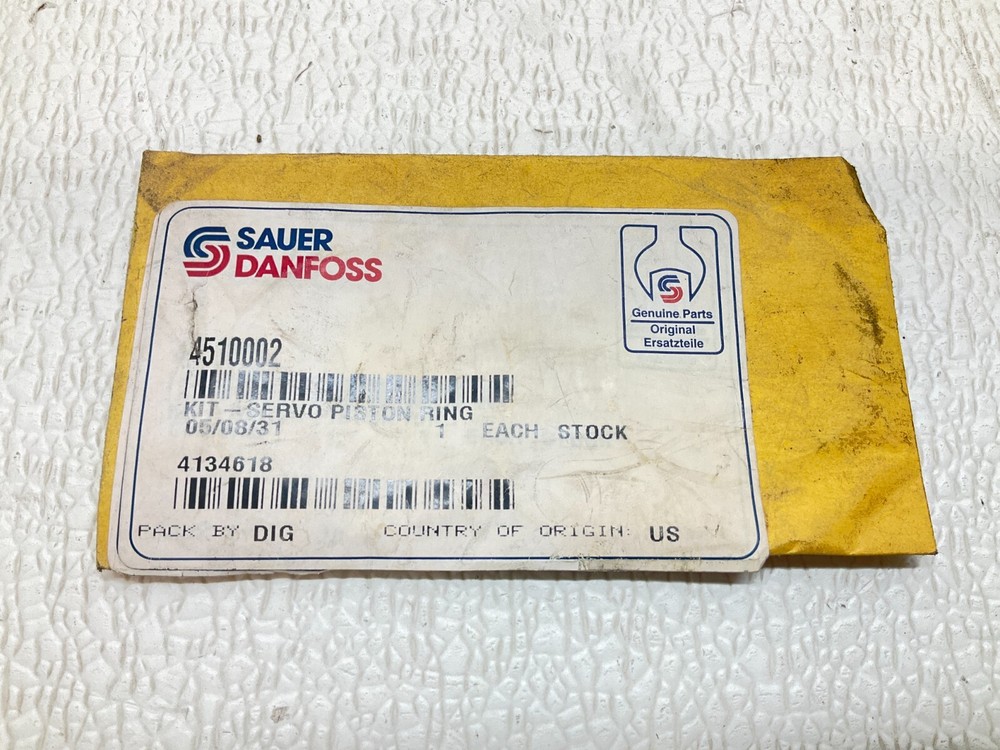 SAUER
DANFOSS
Genuine Parts
Original
Ersatzteile
4510002
KIT - SERVO PISTON RING
05/08/31 1 EACH STOCK
4134618
PACK BY DIG COUNTRY OF ORIGIN: US